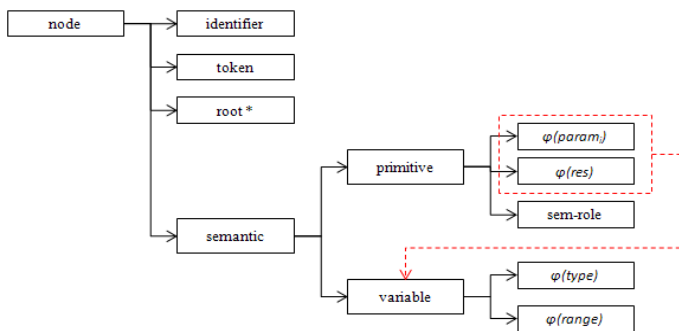 node
identifier
token
root *
semantic
primitive
φ(paramᵢ)
φ(res)
sem-role
variable
φ(type)
φ(range)